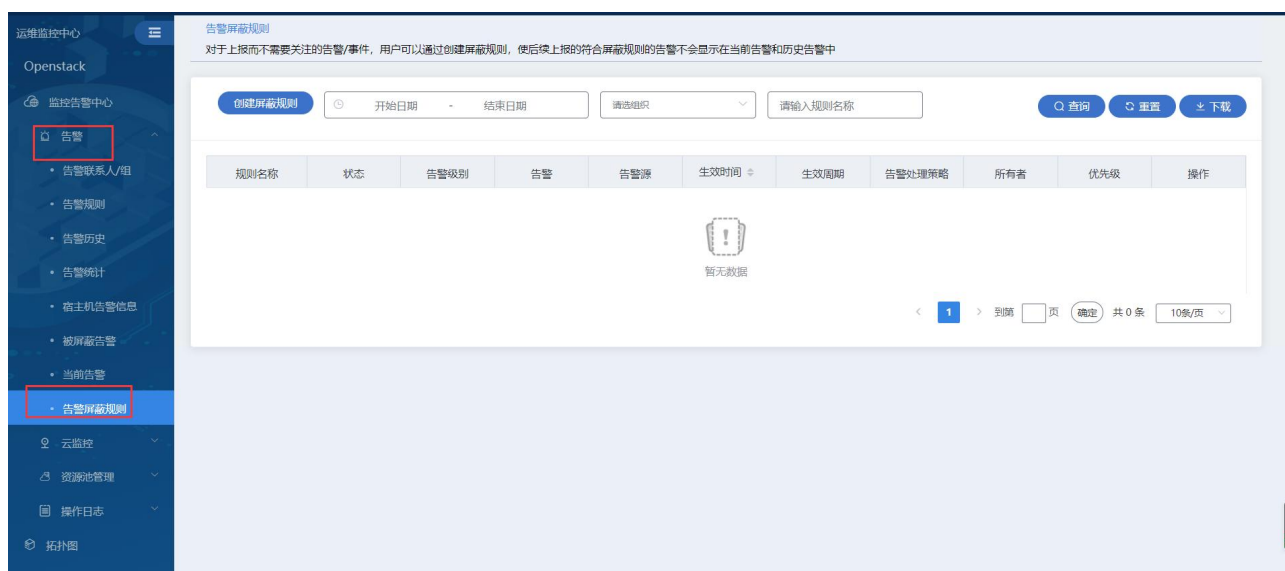 运维监控中心
Openstack
监控告警中心
告警
告警联系人/组
告警规则
告警历史
告警统计
宿主机告警信息
被屏蔽告警
当前告警
告警屏蔽规则
云监控
资源池管理
操作日志
拓扑图
告警屏蔽规则
对于上报而不需要关注的告警/事件，用户可以通过创建屏蔽规则，使后续上报的符合屏蔽规则的告警不会显示在当前告警和历史告警中
创建屏蔽规则 开始日期 - 结束日期 请选组织 请输入规则名称 查询 重置 下载
规则名称 状态 告警级别 告警 告警源 生效时间 生效周期 告警处理策略 所有者 优先级 操作
暂无数据
< 1 > 到第 页 确定 共 0 条 10条/页